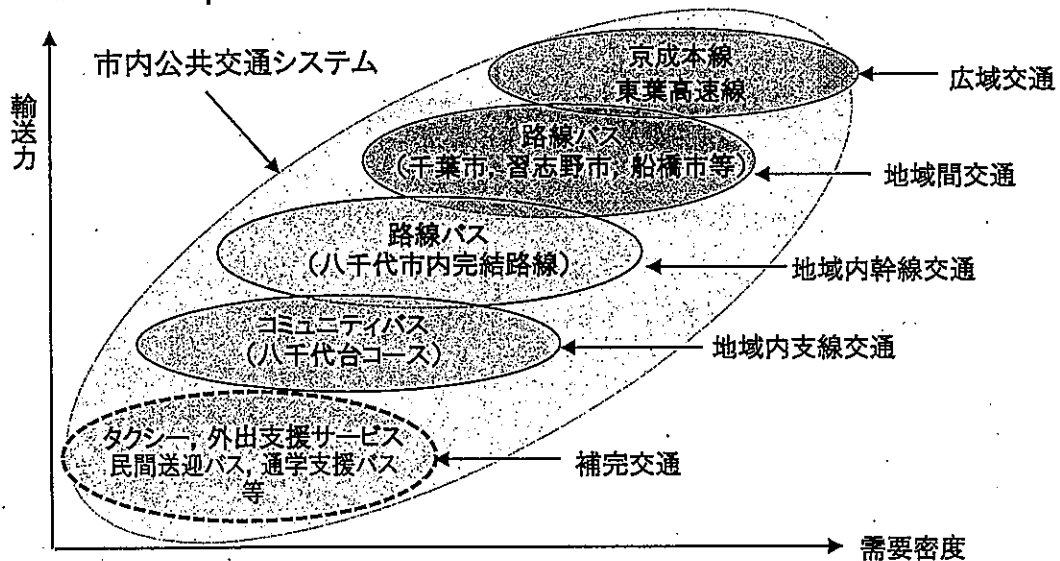 市内公共交通システム
輸送力
京成本線
東葉高速線
広域交通
路線バス
(千葉市, 習志野市, 船橋市等)
地域間交通
路線バス
(八千代市内完結路線)
地域内幹線交通
コミュニティバス
(八千代台コース)
地域内支線交通
タクシー, 外出支援サービス
民間送迎バス, 通学支援バス
等
補完交通
需要密度